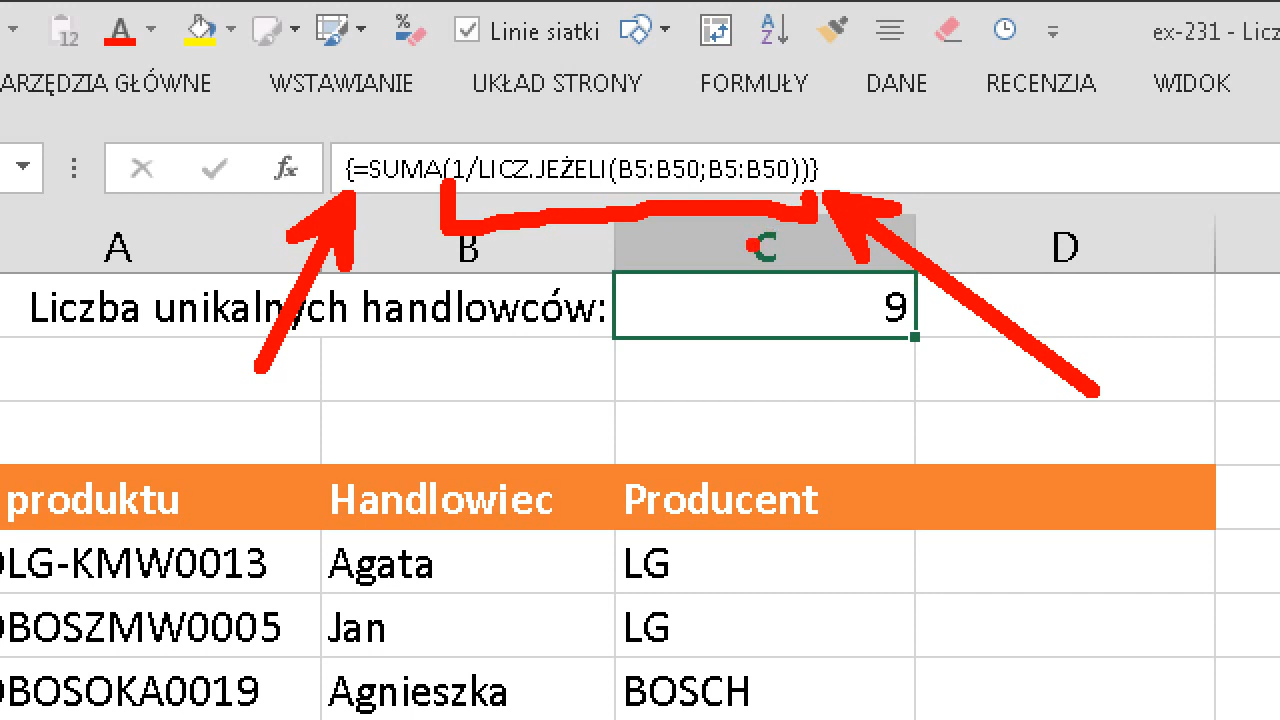 12 A % Linie siatki A Z ex-231 - Licz
ARZĘDZIA GŁÓWNE WSTAWIANIE UKŁAD STRONY FORMUŁY DANE RECENZJA WIDOK
fx {=SUMA(1/LICZ.JEŻELI(B5:B50;B5:B50))}
A B C D
Liczba unikalnych handlowców: 9
produktu Handlowiec Producent
LG-KMW0013 Agata LG
BOSZMW0005 Jan LG
BOSOKA0019 Agnieszka BOSCH